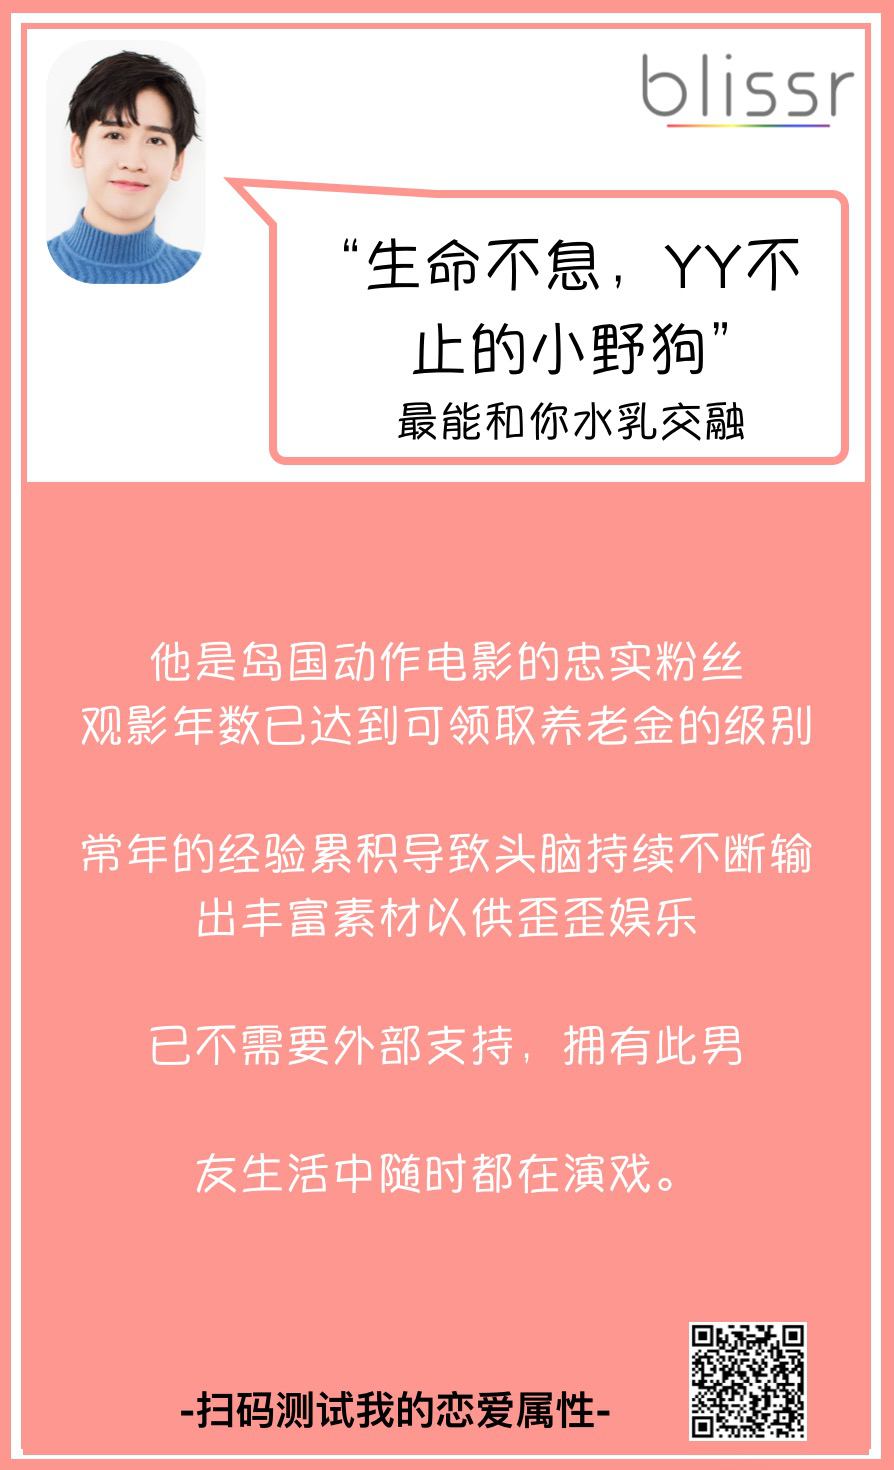 blissr
“生命不息，YY不
止的小野狗”
最能和你水乳交融
他是岛国动作电影的忠实粉丝
观影年数已达到可领取养老金的级别
常年的经验累积导致头脑持续不断输
出丰富素材以供歪歪娱乐
已不需要外部支持，拥有此男
友生活中随时都在演戏。
-扫码测试我的恋爱属性-